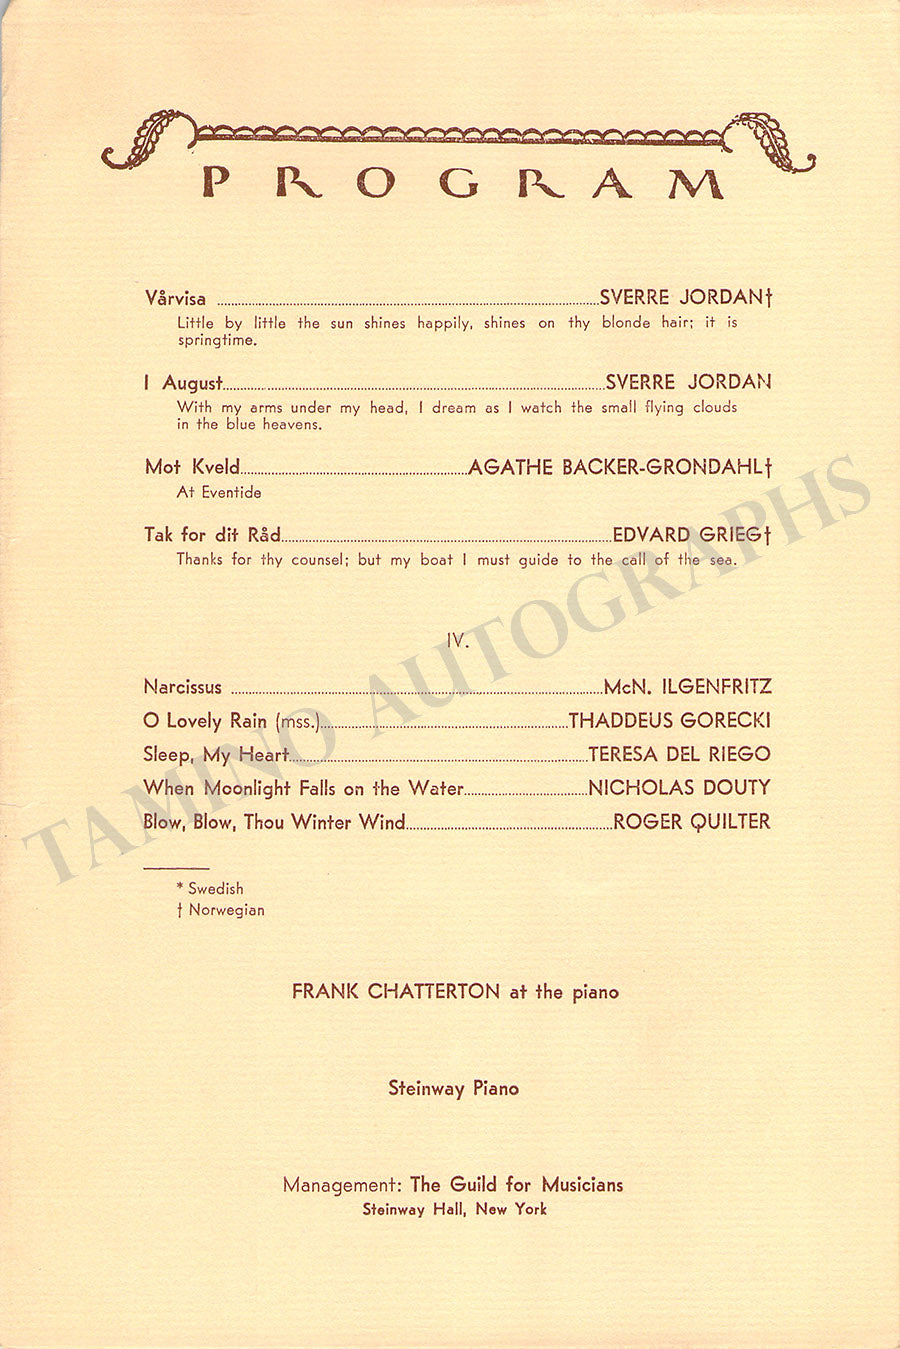 PROGRAM
Vårvisa ........ SVERRE JORDAN†
Little by little the sun shines happily, shines on thy blonde hair; it is
springtime.
I August........ SVERRE JORDAN
With my arms under my head, I dream as I watch the small flying clouds
in the blue heavens.
Mot Kveld........ AGATHE BACKER-GRONDAHL†
At Eventide
Tak for dit Råd........ EDVARD GRIEG†
Thanks for thy counsel; but my boat I must guide to the call of the sea.
IV.
Narcissus ........ McN. ILGENFRITZ
O Lovely Rain (mss.)........ THADDEUS GORECKI
Sleep, My Heart........ TERESA DEL RIEGO
When Moonlight Falls on the Water........ NICHOLAS DOUTY
Blow, Blow, Thou Winter Wind........ ROGER QUILTER
* Swedish
† Norwegian
FRANK CHATTERTON at the piano
Steinway Piano
Management: The Guild for Musicians
Steinway Hall, New York
TAMINO AUTOGRAPHS